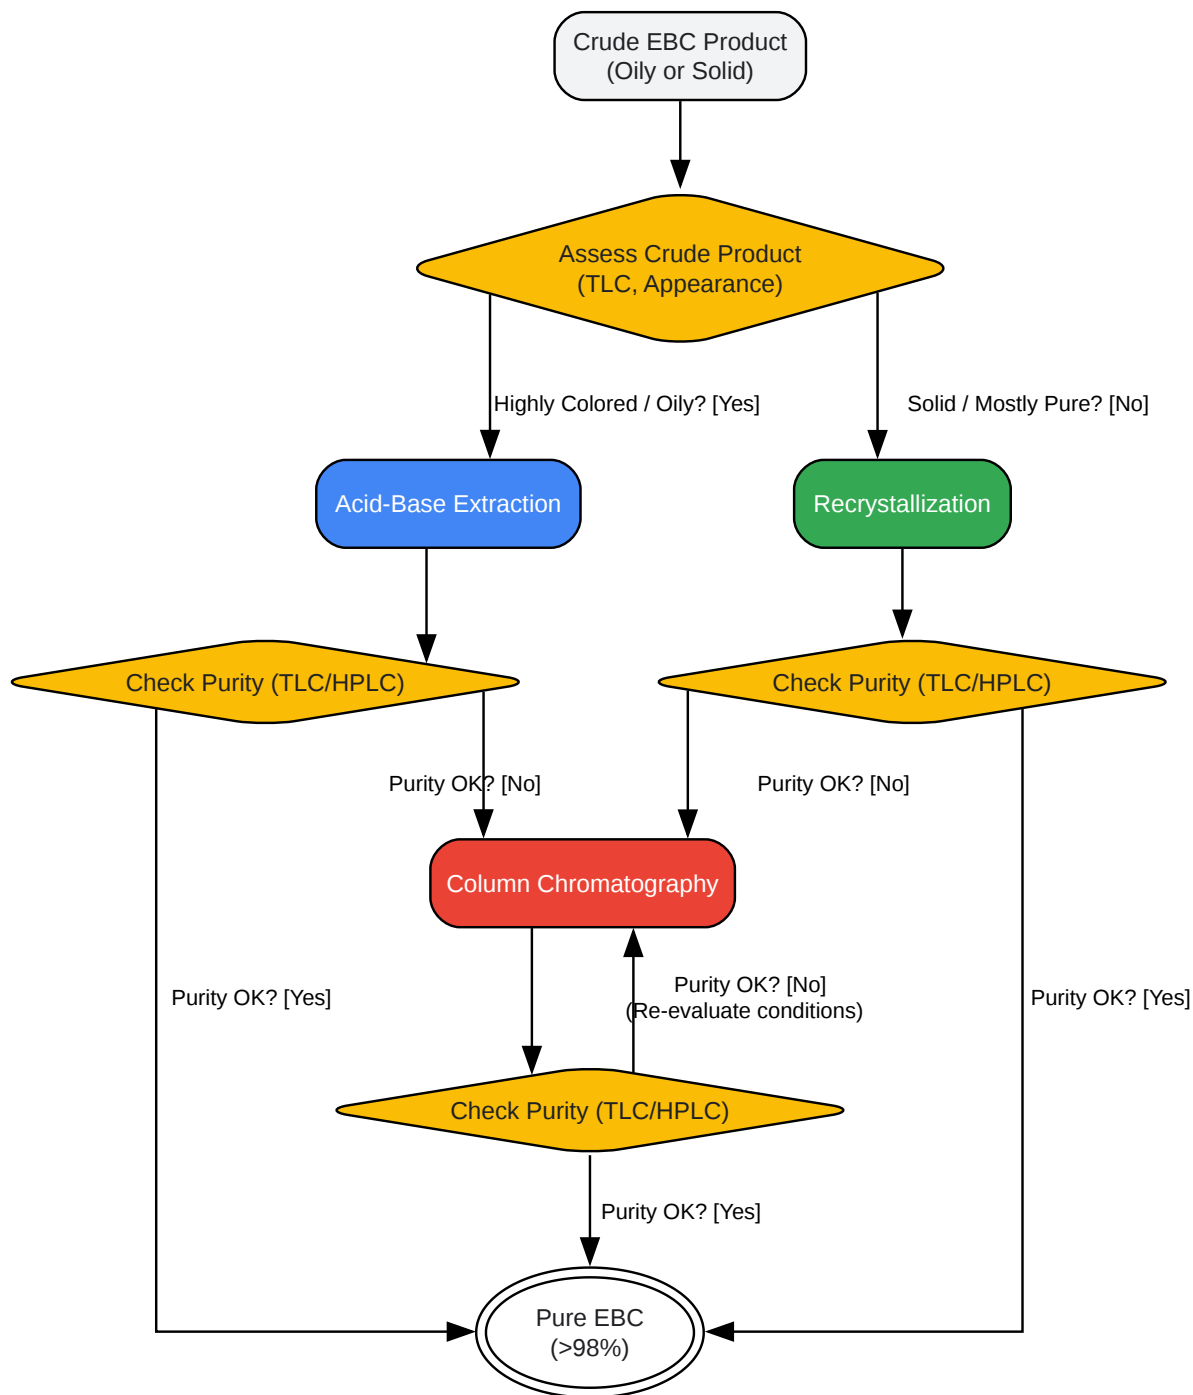 Crude EBC Product
(Oily or Solid)
Assess Crude Product
(TLC, Appearance)
Highly Colored / Oily? [Yes]
Solid / Mostly Pure? [No]
Acid-Base Extraction
Recrystallization
Check Purity (TLC/HPLC)
Check Purity (TLC/HPLC)
Purity OK? [No]
Purity OK? [No]
Column Chromatography
Purity OK? [Yes]
Purity OK? [No]
(Re-evaluate conditions)
Purity OK? [Yes]
Check Purity (TLC/HPLC)
Purity OK? [Yes]
Pure EBC
(>98%)